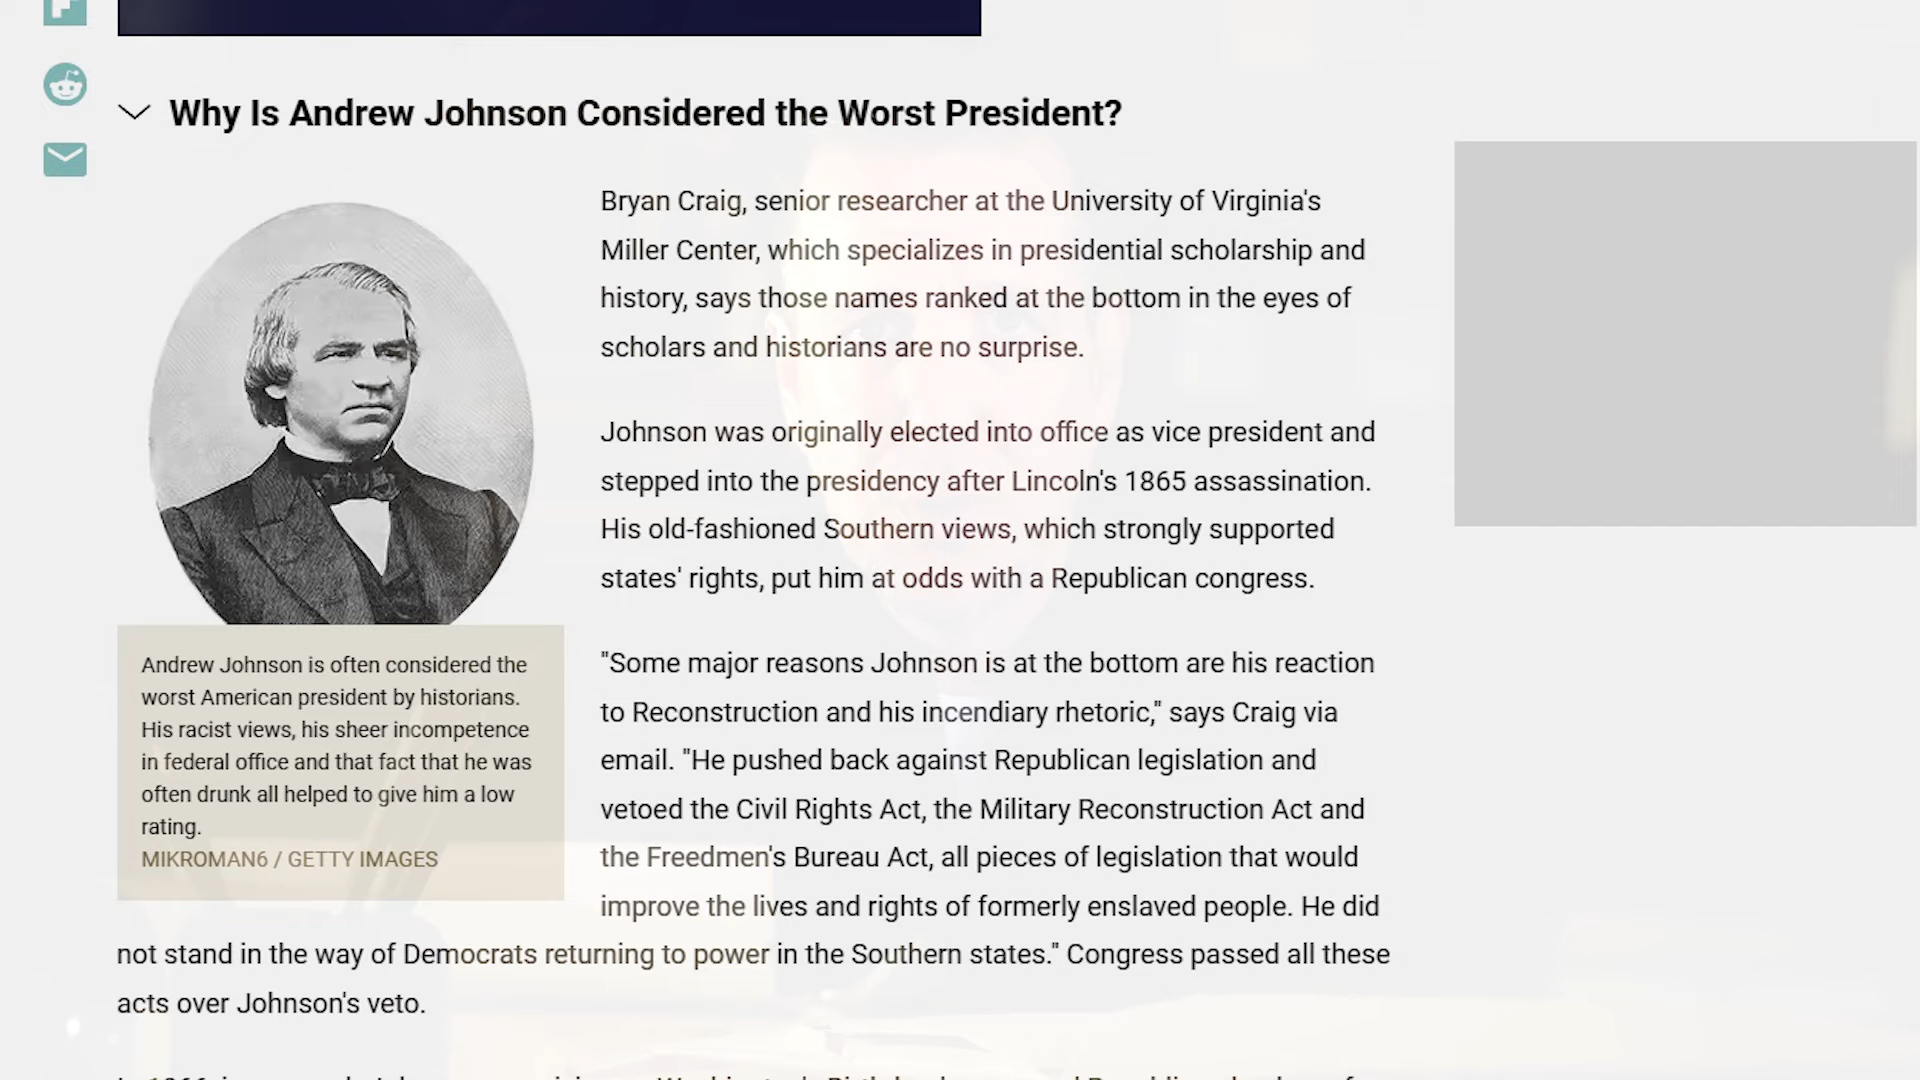 Why Is Andrew Johnson Considered the Worst President?
Bryan Craig, senior researcher at the University of Virginia's
Miller Center, which specializes in presidential scholarship and
history, says those names ranked at the bottom in the eyes of
scholars and historians are no surprise.
Johnson was originally elected into office as vice president and
stepped into the presidency after Lincoln's 1865 assassination.
His old-fashioned Southern views, which strongly supported
states' rights, put him at odds with a Republican congress.
Andrew Johnson is often considered the
worst American president by historians.
His racist views, his sheer incompetence
in federal office and that fact that he was
often drunk all helped to give him a low
rating.
MIKROMAN6 / GETTY IMAGES
"Some major reasons Johnson is at the bottom are his reaction
to Reconstruction and his incendiary rhetoric," says Craig via
email. "He pushed back against Republican legislation and
vetoed the Civil Rights Act, the Military Reconstruction Act and
the Freedmen's Bureau Act, all pieces of legislation that would
improve the lives and rights of formerly enslaved people. He did
not stand in the way of Democrats returning to power in the Southern states." Congress passed all these
acts over Johnson's veto.